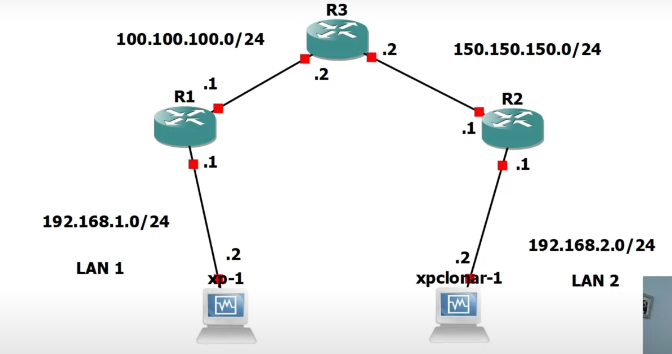 R3
100.100.100.0/24
.2
150.150.150.0/24
.2
.1
R1
R2
.1
.1
.1
192.168.1.0/24
.2
192.168.2.0/24
.2
LAN 1
xp-1
xpclonar-1
LAN 2